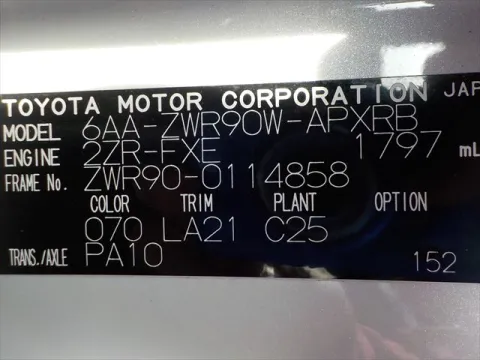 TOYOTA MOTOR CORPORATION JAP
MODEL 6AA-ZWR90W-APXRB
ENGINE 2ZR-FXE 1797 mL
FRAME No. ZWR90-0114858
COLOR TRIM PLANT OPTION
070 LA21 C25
TRANS./AXLE PA10 152